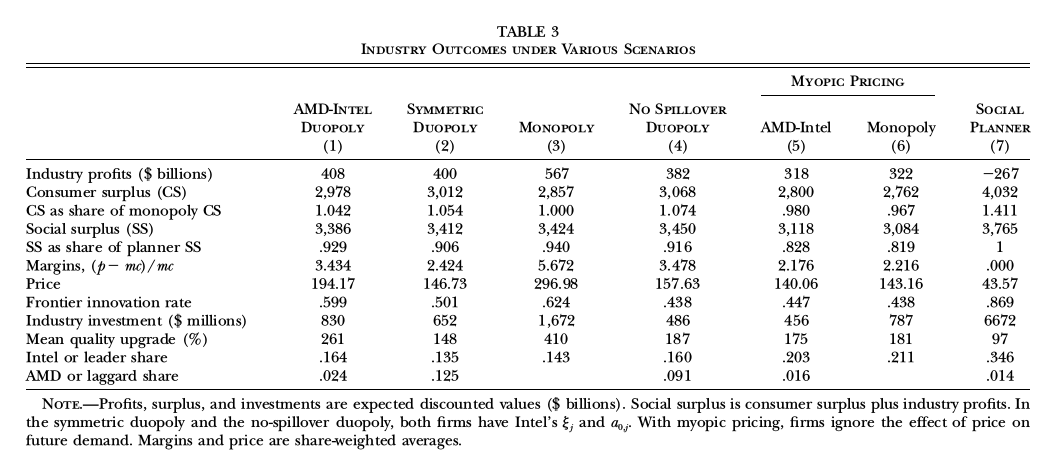 TABLE 3
INDUSTRY OUTCOMES UNDER VARIOUS SCENARIOS
MYOPIC PRICING
AMD-INTEL DUOPOLY (1) SYMMETRIC DUOPOLY (2) MONOPOLY (3) NO SPILLOVER DUOPOLY (4) AMD-Intel (5) Monopoly (6) SOCIAL PLANNER (7)
Industry profits ($ billions) 408 400 567 382 318 322 −267
Consumer surplus (CS) 2,978 3,012 2,857 3,068 2,800 2,762 4,032
CS as share of monopoly CS 1.042 1.054 1.000 1.074 .980 .967 1.411
Social surplus (SS) 3,386 3,412 3,424 3,450 3,118 3,084 3,765
SS as share of planner SS .929 .906 .940 .916 .828 .819 1
Margins, (p − mc)/mc 3.434 2.424 5.672 3.478 2.176 2.216 .000
Price 194.17 146.73 296.98 157.63 140.06 143.16 43.57
Frontier innovation rate .599 .501 .624 .438 .447 .438 .869
Industry investment ($ millions) 830 652 1,672 486 456 787 6672
Mean quality upgrade (%) 261 148 410 187 175 181 97
Intel or leader share .164 .135 .143 .160 .203 .211 .346
AMD or laggard share .024 .125 .091 .016 .014
NOTE.—Profits, surplus, and investments are expected discounted values ($ billions). Social surplus is consumer surplus plus industry profits. In
the symmetric duopoly and the no-spillover duopoly, both firms have Intel's ξj and a0,j. With myopic pricing, firms ignore the effect of price on
future demand. Margins and price are share-weighted averages.